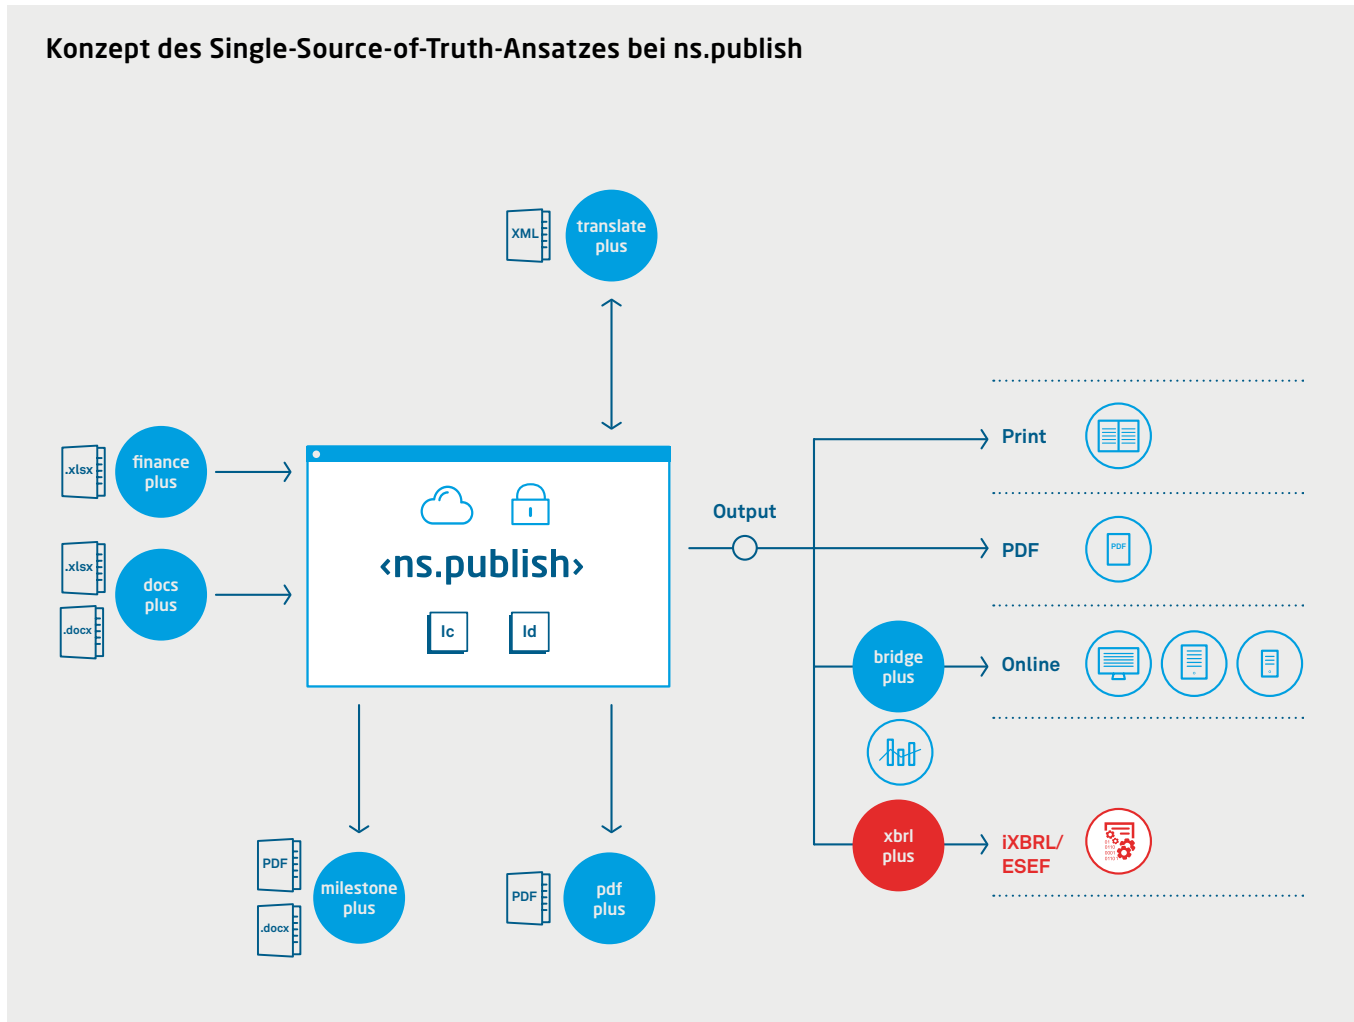 Konzept des Single-Source-of-Truth-Ansatzes bei ns.publish
XML
translate
plus
.xlsx
finance
plus
.xlsx
docs
plus
.docx
‹ns.publish›
Ic
Id
Output
Print
PDF
PDF
bridge
plus
Online
xbrl
plus
iXBRL/
ESEF
PDF
milestone
plus
.docx
PDF
pdf
plus